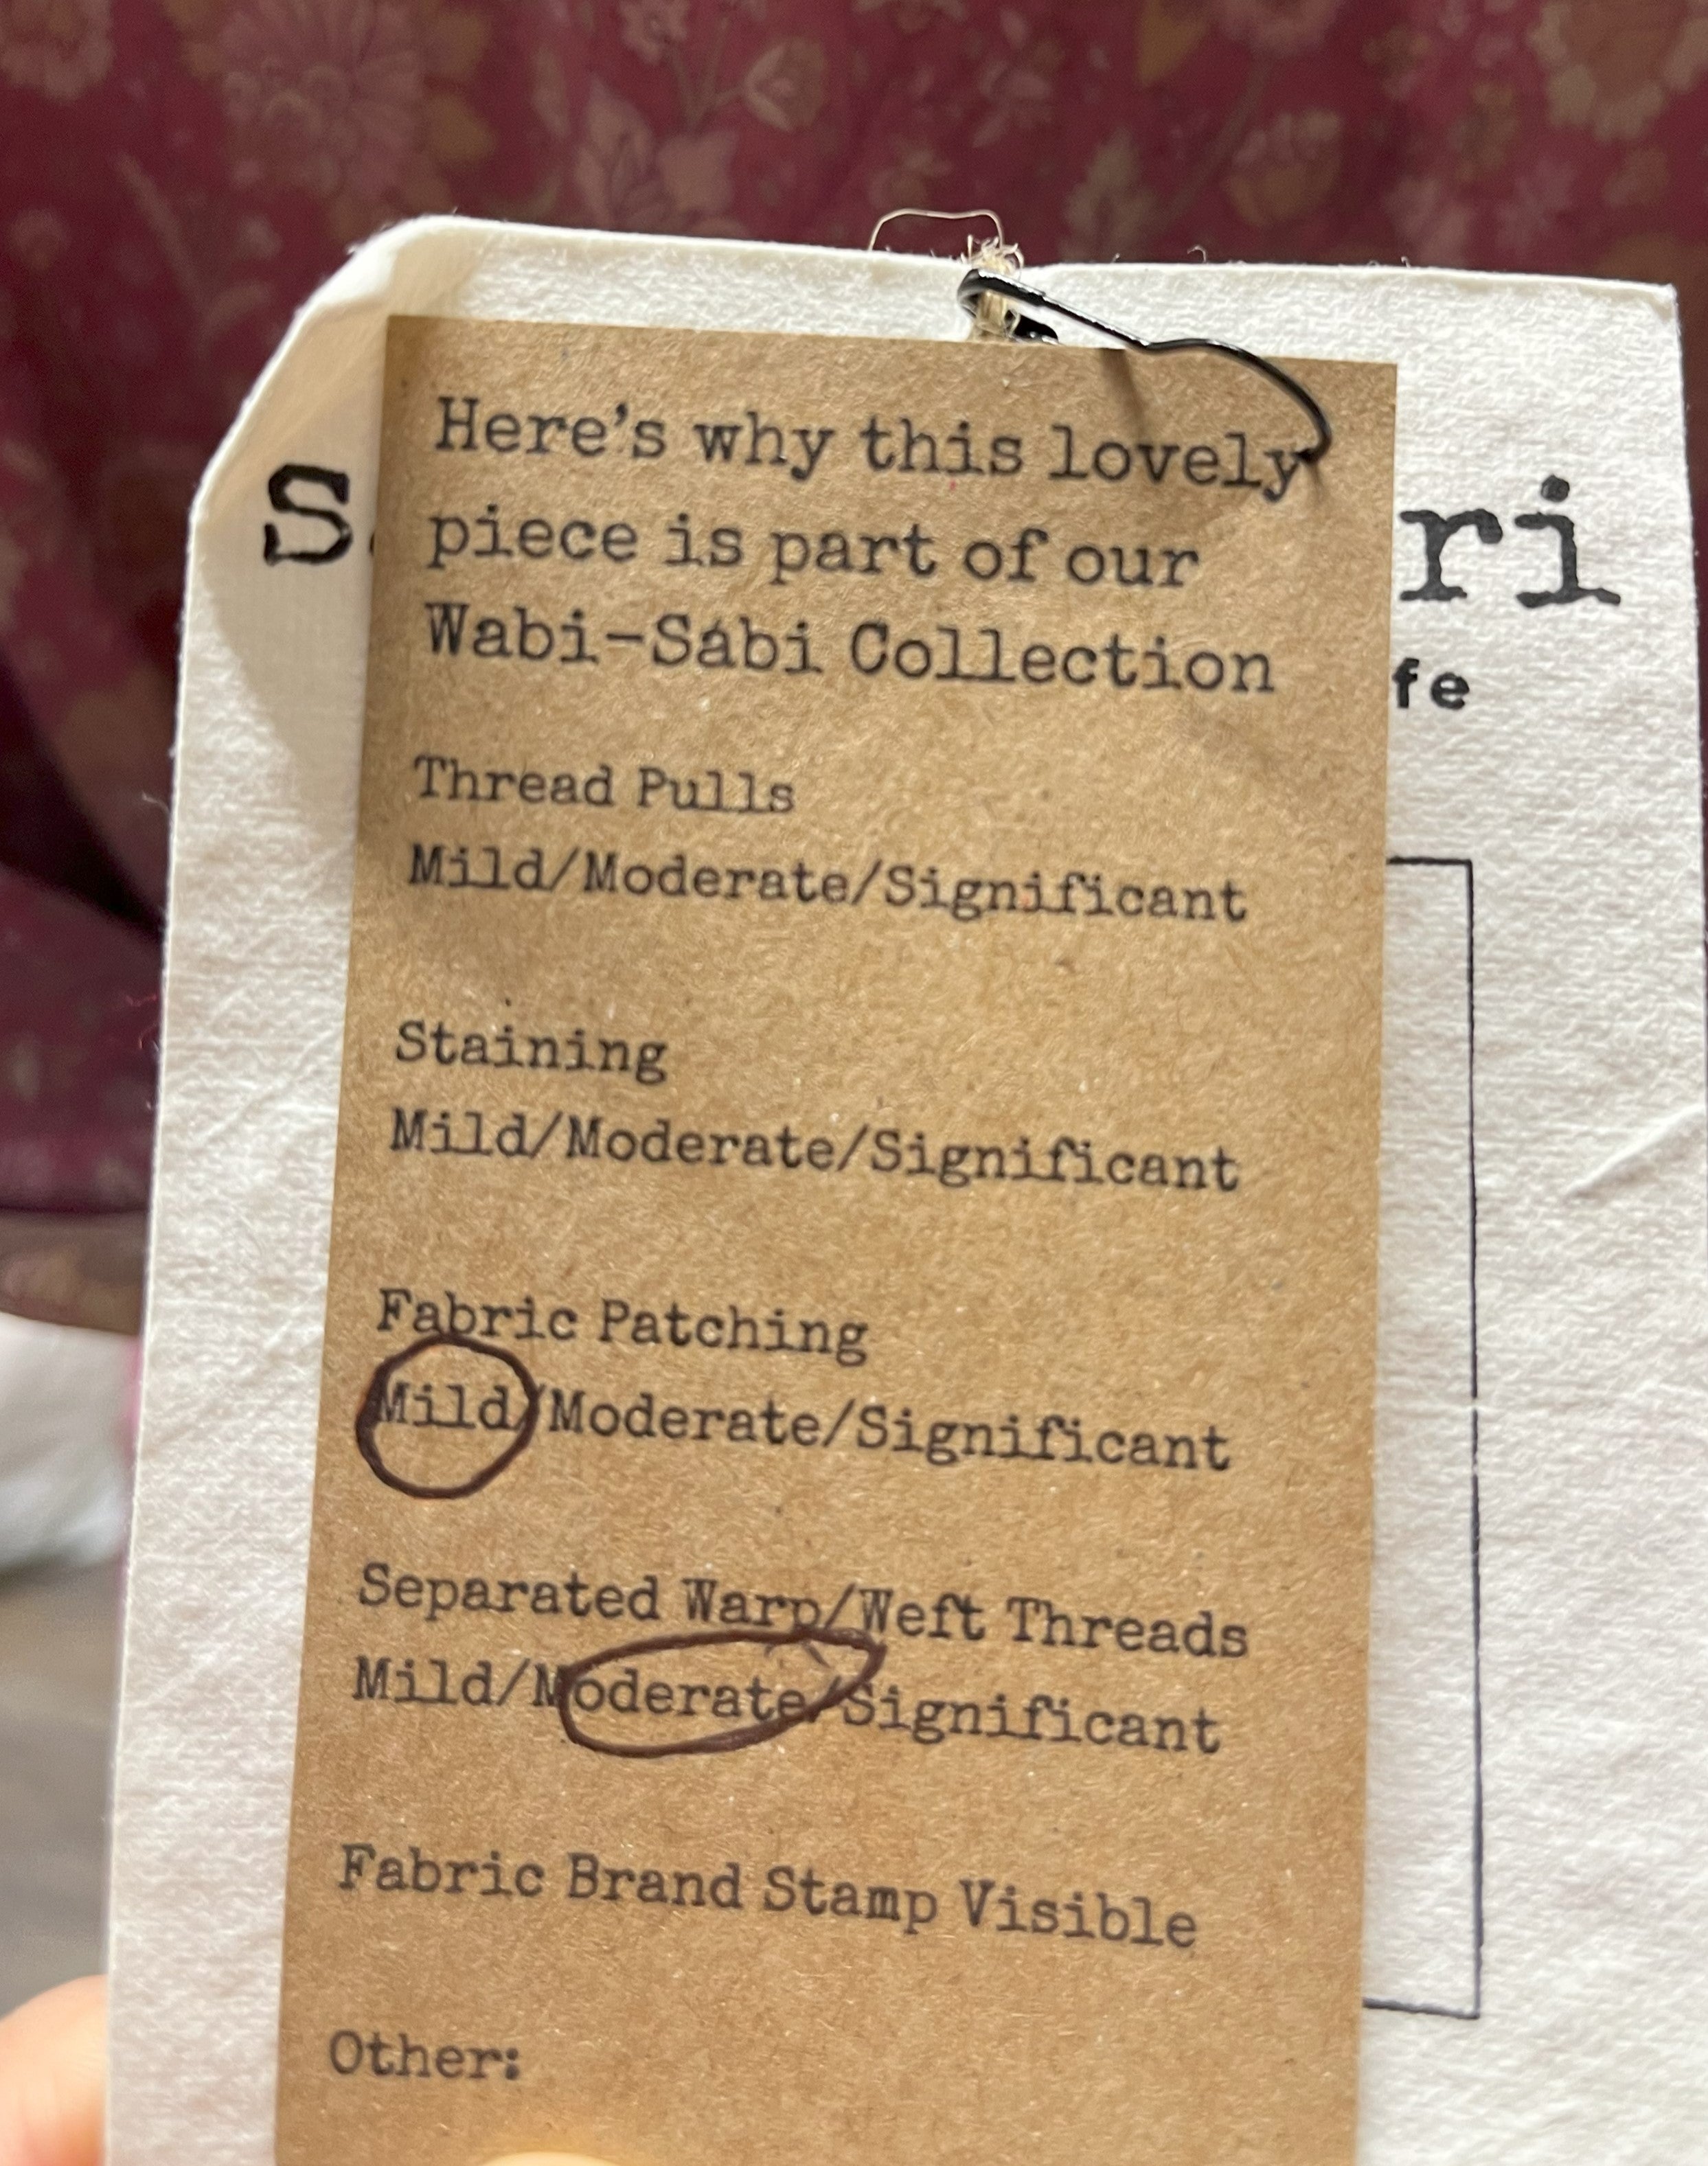 Here's why this lovely
piece is part of our
Wabi-Sabi Collection
Thread Pulls
Mild/Moderate/Significant
Staining
Mild/Moderate/Significant
Fabric Patching
Mild/Moderate/Significant
Separated Warp/Weft Threads
Mild/Moderate/Significant
Fabric Brand Stamp Visible
Other: